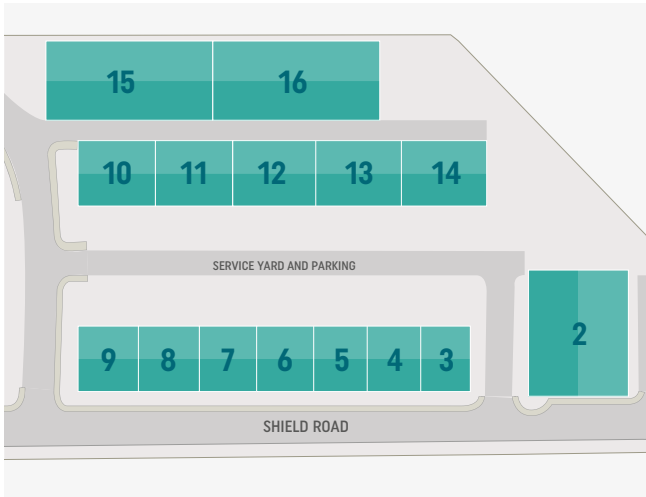 15 16
10 11 12 13 14
SERVICE YARD AND PARKING
2
9 8 7 6 5 4 3
SHIELD ROAD